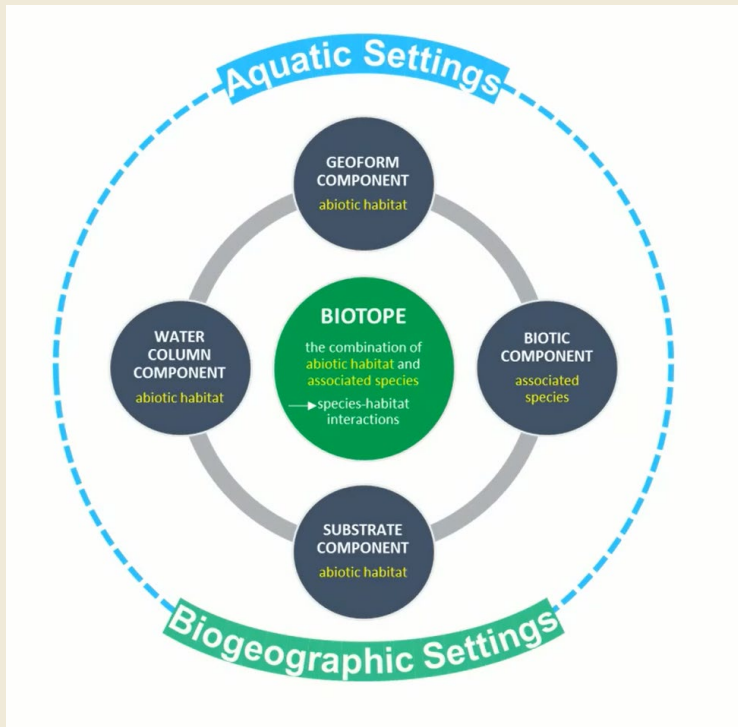 Aquatic Settings
GEOFORM
COMPONENT
abiotic habitat
WATER
COLUMN
COMPONENT
abiotic habitat
BIOTOPE
the combination of
abiotic habitat and
associated species
species-habitat
interactions
BIOTIC
COMPONENT
associated
species
SUBSTRATE
COMPONENT
abiotic habitat
Biogeographic Settings